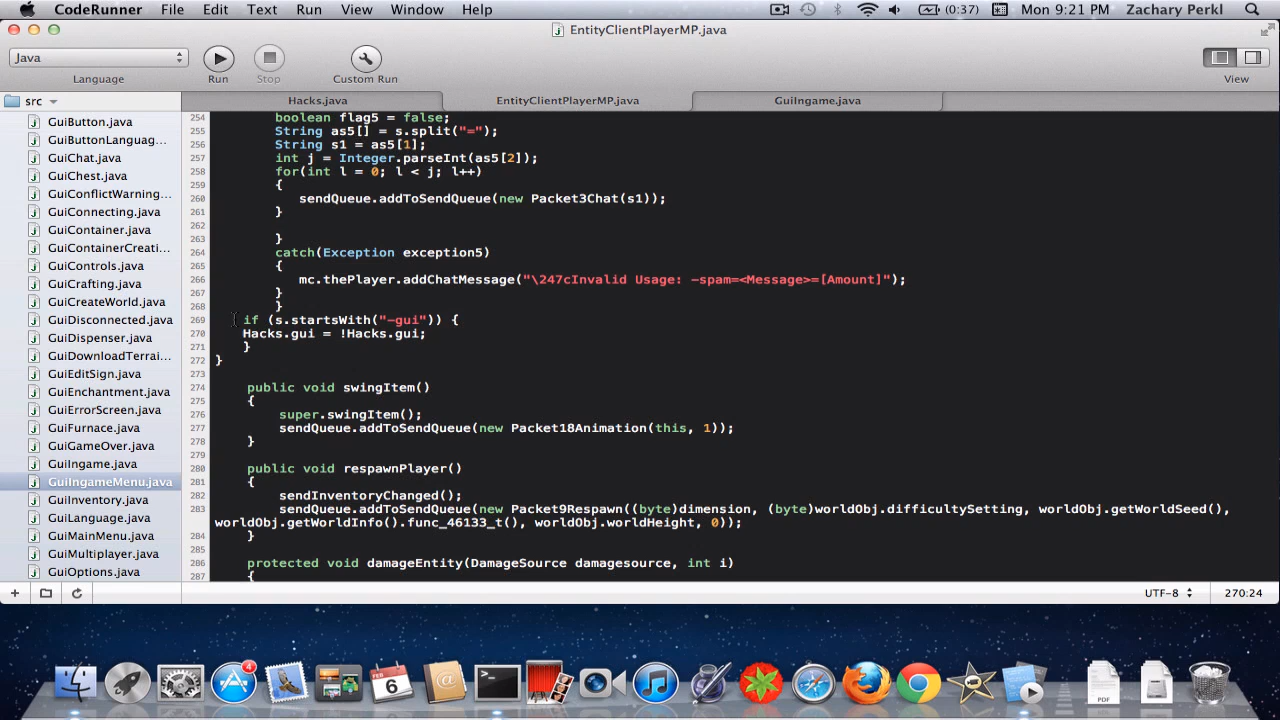 CodeRunner File Edit Text Run View Window Help (0:37) Mon 9:21 PM Zachary Perkl
EntityClientPlayerMP.java
Java
Language Run Stop Custom Run View
src Hacks.java EntityClientPlayerMP.java GuiIngame.java
GuiButton.java
GuiButtonLanguag...
GuiChat.java
GuiChest.java
GuiConflictWarning...
GuiConnecting.java
GuiContainer.java
GuiContainerCreati...
GuiControls.java
GuiCrafting.java
GuiCreateWorld.java
GuiDisconnected.java
GuiDispenser.java
GuiDownloadTerrai...
GuiEditSign.java
GuiEnchantment.java
GuiErrorScreen.java
GuiFurnace.java
GuiGameOver.java
GuiIngame.java
GuiIngameMenu.java
GuiInventory.java
GuiLanguage.java
GuiMainMenu.java
GuiMultiplayer.java
GuiOptions.java
254 boolean flag5 = false;
255 String as5[] = s.split("=");
256 String s1 = as5[1];
257 int j = Integer.parseInt(as5[2]);
258 for(int l = 0; l < j; l++)
259 {
260 sendQueue.addToSendQueue(new Packet3Chat(s1));
261 }
262
263 }
264 catch(Exception exception5)
265 {
266 mc.thePlayer.addChatMessage("\247cInvalid Usage: -spam=<Message>=[Amount]");
267 }
268 }
269 if (s.startsWith("-gui")) {
270 Hacks.gui = !Hacks.gui;
271 }
272 }
273
274 public void swingItem()
275 {
276 super.swingItem();
277 sendQueue.addToSendQueue(new Packet18Animation(this, 1));
278 }
279
280 public void respawnPlayer()
281 {
282 sendInventoryChanged();
283 sendQueue.addToSendQueue(new Packet9Respawn((byte)dimension, (byte)worldObj.difficultySetting, worldObj.getWorldSeed(),
worldObj.getWorldInfo().func_46133_t(), worldObj.worldHeight, 0));
284 }
285
286 protected void damageEntity(DamageSource damagesource, int i)
287 {
UTF-8 270:24
4
6
PDF